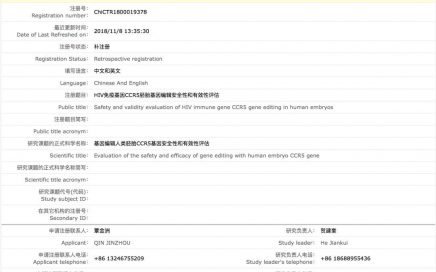 注册号:
Registration number: ChiCTR1800019378
最近更新时间:
Date of Last Refreshed on: 2018/11/8 13:35:30
注册号状态: 补注册
Registration Status: Retrospective registration
填写语言: 中文和英文
Language: Chinese And English
注册题目: HIV免疫基因CCR5胚胎基因编辑安全性和有效性评估
Public title: Safety and validity evaluation of HIV immune gene CCR5 gene editing in human embryos
注册题目简写:
Public title acronym:
研究课题的正式科学名称: 基因编辑人类胚胎CCR5基因安全性和有效性评估
Scientific title: Evaluation of the safety and efficacy of gene editing with human embryo CCR5 gene
研究课题的正式科学名称简写:
Scientific title acronym:
研究课题代号(代码):
Study subject ID:
在其它机构的注册号:
Secondary ID:
申请注册联系人: 覃金洲 研究负责人: 贺建奎
Applicant: QIN JINZHOU Study leader: He Jiankui
申请注册联系人电话: +86 13246755209 研究负责人电话: +86 18688955436
Applicant telephone: Study leader's telephone: